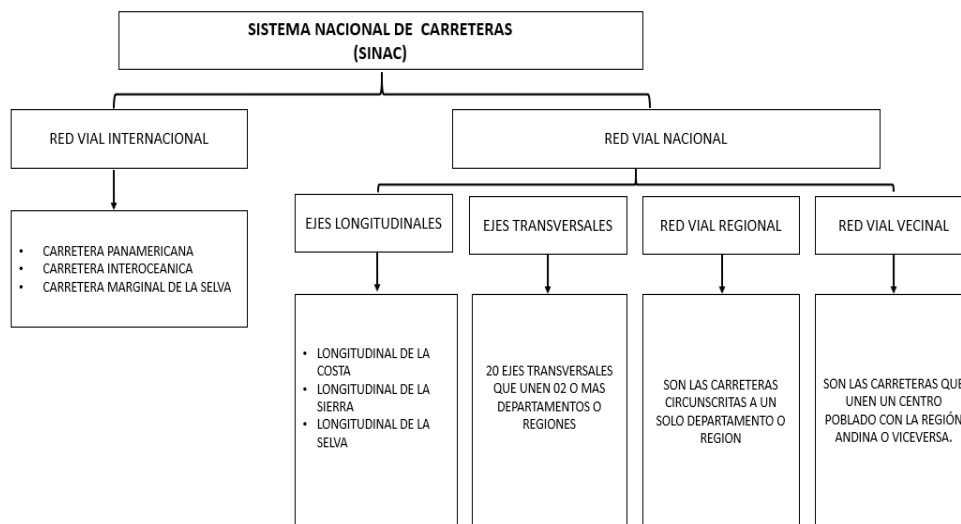 SISTEMA NACIONAL DE CARRETERAS
(SINAC)
RED VIAL INTERNACIONAL
RED VIAL NACIONAL
• CARRETERA PANAMERICANA
• CARRETERA INTEROCEANICA
• CARRETERA MARGINAL DE LA SELVA
EJES LONGITUDINALES
EJES TRANSVERSALES
RED VIAL REGIONAL
RED VIAL VECINAL
• LONGITUDINAL DE LA
COSTA
• LONGITUDINAL DE LA
SIERRA
• LONGITUDINAL DE LA
SELVA
20 EJES TRANSVERSALES
QUE UNEN 02 O MAS
DEPARTAMENTOS O
REGIONES
SON LAS CARRETERAS
CIRCUNSCRITAS A UN
SOLO DEPARTAMENTO O
REGION
SON LAS CARRETERAS QUE
UNEN UN CENTRO
POBLADO CON LA REGIÓN
ANDINA O VICEVERSA.